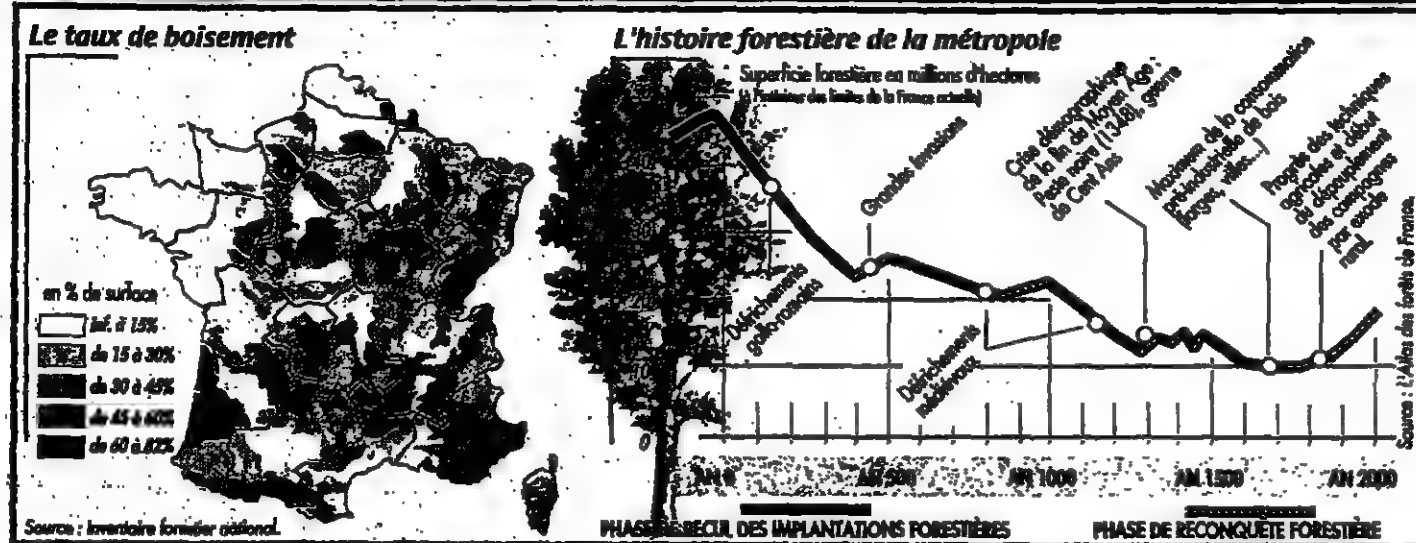 Le taux de boisement
en % de surface
Inf. à 15%
de 15 à 30%
de 30 à 45%
de 45 à 60%
de 60 à 82%
Source : Inventaire forestier national.
L'histoire forestière de la métropole
Superficie forestière en millions d'hectares
(à l'intérieur des limites de la France actuelle)
Défrichements
gallo-romains
Grandes invasions
Défrichements
médiévaux
Crise démographique
de la fin de Moyen Age :
Peste noire (1348), guerre
de Cent Ans
Maximum de la consommation
préindustrielle de bois
(forges, villes...)
Progrès des techniques
agricoles et début
du dépeuplement
des campagnes
par exode
rural.
0
AN 0
AN 500
AN 1000
AN 1500
AN 2000
PHASE DE RECUL DES IMPLANTATIONS FORESTIÈRES
PHASE DE RECONQUÊTE FORESTIÈRE
Source : L'Atlas des forêts de France.